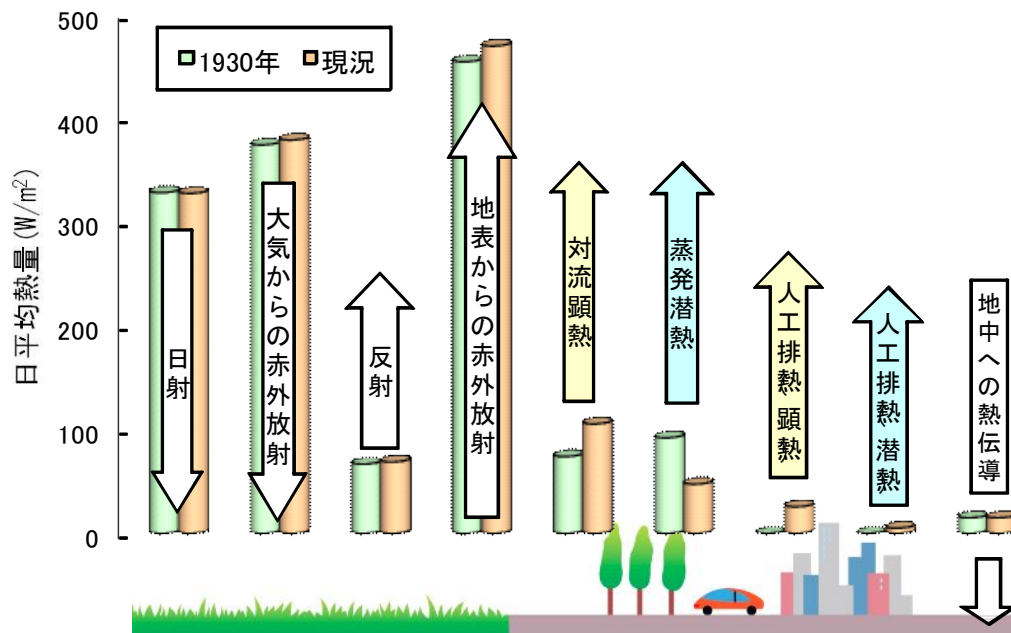 500
400
300
200
100
0
日平均熱量(W/㎡)
1930年 現況
日射
大気からの赤外放射
反射
地表からの赤外放射
対流顕熱
蒸発潜熱
人工排熱(顕熱)
人工排熱(潜熱)
地中への熱伝導